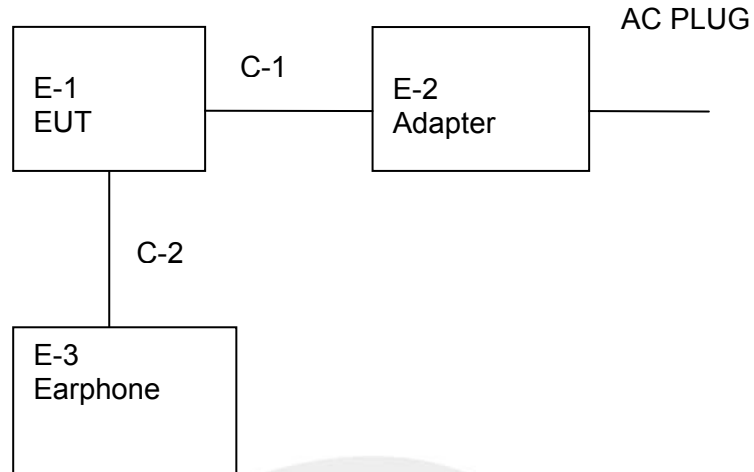 AC PLUG
C-1
E-1
EUT
E-2
Adapter
C-2
E-3
Earphone